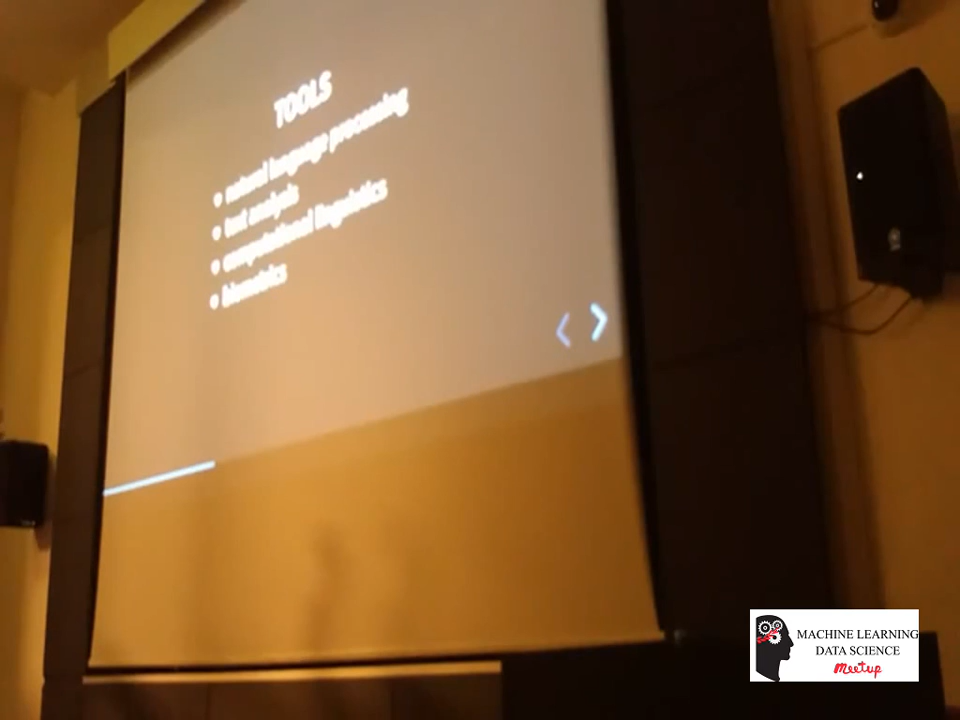 TOOLS
natural language processing
text analysis
computational linguistics
biometrics
MACHINE LEARNING
DATA SCIENCE
Meetup